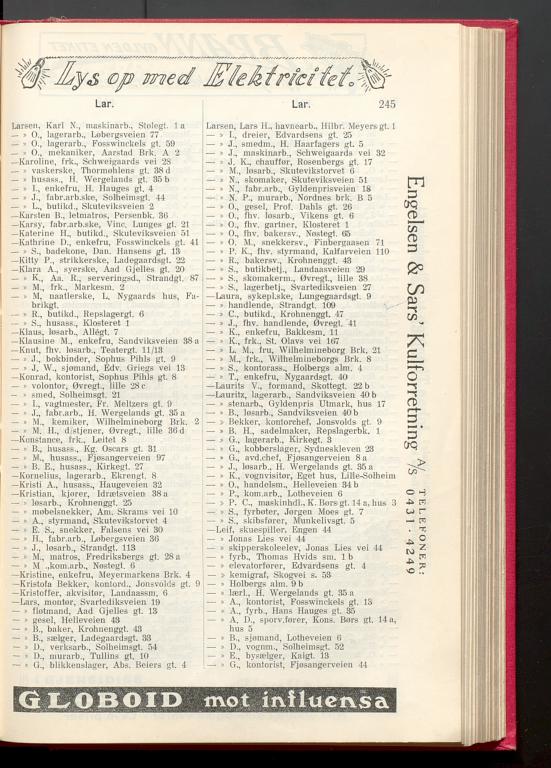 Lys op med Elektricitet.
Lar.
Lar.
245
Larsen, Karl N., maskinarb., Stølegt. 1 a
— » O., lagerarb., Løbergsveien 77
— » O., lagerarb., Fosswinckels gt. 59
— » O., mekaniker, Aarstad Brk. A 2
—Karoline, frk., Schweigaards vei 28
— » vaskerske, Thormøhlens gt. 38 d
— » husass., H. Wergelands gt. 35 b
— » I., enkefru, H. Hauges gt. 4
— » J., fabr.arb.ske, Solheimsgt. 44
— » L., butikd., Skuteviksveien 2
—Karsten B., letmatros, Persenbk. 36
—Karsy, fabr.arb.ske, Vinc. Lunges gt. 21
—Katerine H., butikd., Skuteviksveien 51
—Kathrine D., enkefru, Fosswinckels gt. 41
— » S., badekone, Dan. Hansens gt. 13
—Kitty P., strikkerske, Ladegaardsgt. 22
—Klara A., syerske, Aad Gjelles gt. 20
— » K., Aa. R., serveringsd., Strandgt. 87
— » M., frk., Markesm. 2
— » M, naatlerske, L. Nygaards hus, Fabrikgt.
— » R., butikd., Repslagergt. 6
— » S., husass., Klosteret 1
—Klaus, løsarb., Allégt. 7
—Klausine M., enkefru, Sandviksveien 38 a
—Knut, fhv. løsarb., Teatergt. 11/13
— » J., bokbinder, Sophus Pihls gt. 9
— » J, W., sjømand, Edv. Griegs vei 13
—Konrad, kontorist, Sophus Pihls gt. 8
— » volontør, Øvregt., lille 28 c
— » smed, Solheimsgt. 21
— » I., vagtmester, Fr. Meltzers gt. 9
— » J., fabr.arb., H. Wergelands gt. 35 a
— » M., kemiker, Wilhelmineborg Brk. 2
— » M. H., d/stjener, Øvregt., lille 36 d
—Konstance, frk., Leitet 8
— » B., husass., Kg. Oscars gt. 31
— » M., husass., Fjøsangerveien 97
— » B. E., husass., Kirkegt. 27
—Kornelius, lagerarb., Ekrengt. 8
—Kristi A., husass., Haugeveien 32
—Kristian, kjører, Idrætsveien 38 a
— » løsarb., Krohnengt. 25
— » møbelsnekker, Am. Skrams vei 10
— » A., styrmand, Skutevikstorvet 4
— » E. S., snekker, Falsens vei 30
— » H., fabr.arb., Løbergsveien 36
— » J., løsarb., Strandgt. 113
— » M., matros, Fredriksbergs gt. 28 a
— » M .,kom.arb., Nøstegt. 6
—Kristine, enkefru, Meyermarkens Brk. 4
—Kristofa Bekker, kontord., Jonsvolds gt. 9
—Kristoffer, akvisitør, Landaassm. 6
—Lars, montør, Svartediksveien 19
— » fløtmand, Aad Gjelles gt. 13
— » gesel, Helleveien 43
— » B., baker, Krohnengt. 43
— » B., sælger, Ladegaardsgt. 33
— » D., verksarb., Solheimsgt. 54
— » D., murarb., Tullins gt. 10
— » G., blikkenslager, Abs. Beiers gt. 4
Larsen, Lars H., havnearb., Hilbr. Meyers gt. 1
— » I., dreier, Edvardsens gt. 25
— » J., smedm., H. Haarfagers gt. 5
— » J., maskinarb., Schweigaards vei 32
— » J. K., chauffør, Rosenbergs gt. 17
— » M., løsarb., Skutevikstorvet 6
— » N., skomaker, Skuteviksveien 51
— » N., fabr.arb., Gyldenprisveien 18
— » N. P., murarb., Nordnes brk. B 5
— » O., gesel, Prof. Dahls gt. 26
— » O., fhv. løsarb., Vikens gt. 6
— » O., fhv. gartner, Klosteret 1
— » O., fhv. bakersv., Nøstegt. 65
— » O. M., snekkersv., Finbergaasen 71
— » P. K., fhv. styrmand, Kalfarveien 110
— » R., bakersv., Krohnengt. 43
— » S., butikbetj., Landaasveien 29
— » S., skomakerm., Øvregt., lille 38
— » S., lagerbetj., Svartediksveien 27
—Laura, sykepl.ske, Lungegaardsgt. 9
— » handlende, Strandgt. 109
— » C., butikd., Krohnengt. 47
— » J., fhv. handlende, Øvregt. 41
— » K., enkefru, Bakkesm. 11
— » K., frk., St. Olavs vei 167
— » L. M., fru, Wilhelmineborg Brk. 21
— » M., frk., Wilhelmineborgs Brk. 8
— » S., kontorass., Holbergs alm. 4
— » T., enkefru, Nygaardsgt. 40
—Laurits V., formand, Skottegt. 22 b
—Lauritz, lagerarb., Sandviksveien 40 b
— » stenarb., Gyldenpris Utmark, hus 17
— » B., løsarb., Sandviksveien 40 b
— » Bekker, kontorchef, Jonsvolds gt. 9
— » B. H., sadelmaker, Repslagerbk. 1
— » G., lagerarb., Kirkegt. 3
— » G., kobberslager, Sydneskleven 23
— » G., avd.chef, Fjøsangerveien 8 a
— » J., løsarb., H. Wergelands gt. 35 a
— » K., vognvisitør, Eget hus, Lille-Solheim
— » O., handelsm., Helleveien 34 b
— » P., kom.arb., Lotheveien 6
— » P. C., maskinhdl., K. Bors gt. 14 a, hus 3
— » S., fyrbøter, Jørgen Moes gt. 7
— » S., skibsfører, Munkelivsgt. 5
—Leif, skuespiller, Engen 44
— » Jonas Lies vei 44
— » skipperskoleelev, Jonas Lies vei 44
— » fyrb., Thomas Hvids sm. 1 b
— » elevatorfører, Edvardsens gt. 4
— » kemigraf, Skogvei s. 53
— » Holbergs alm. 9 b
— » lærl., H. Wergelands gt. 35 a
— » A., kontorist, Fosswinckels gt. 13
— » A., fyrb., Hans Hauges gt. 35
— » A. D., sporv.fører, Kons. Børs gt. 14 a, hus 5
— » B., sjømand, Lotheveien 6
— » D., vognm., Solheimsgt. 52
— » E., bysælger, Kaigt. 13
— » G., kontorist, Fjøsangerveien 44
Engelsen & Sars' Kulforretning A/S
TELEFONER:
0431 - 4249
GLOBOID mot influensa